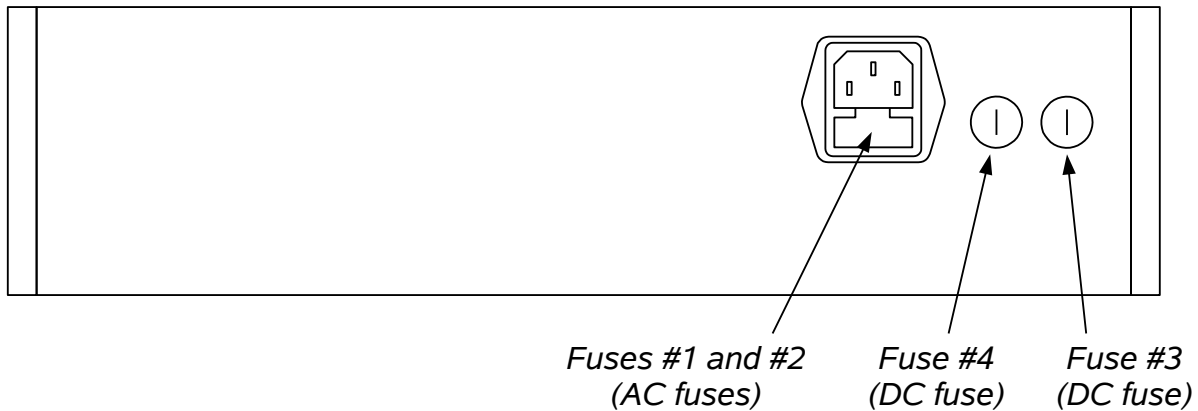 Fuses #1 and #2
(AC fuses)
Fuse #4
(DC fuse)
Fuse #3
(DC fuse)